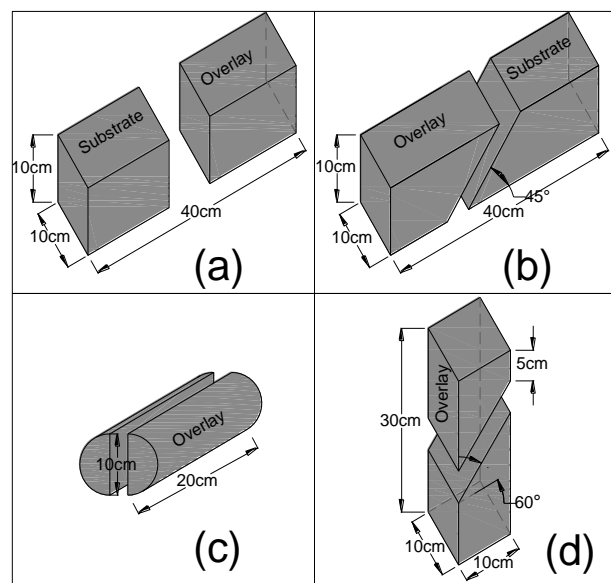 Substrate
Overlay
10cm
10cm
40cm
(a)
Overlay
Substrate
10cm
10cm
40cm
45°
(b)
Overlay
10cm
20cm
(c)
Overlay
5cm
30cm
60°
10cm
10cm
(d)